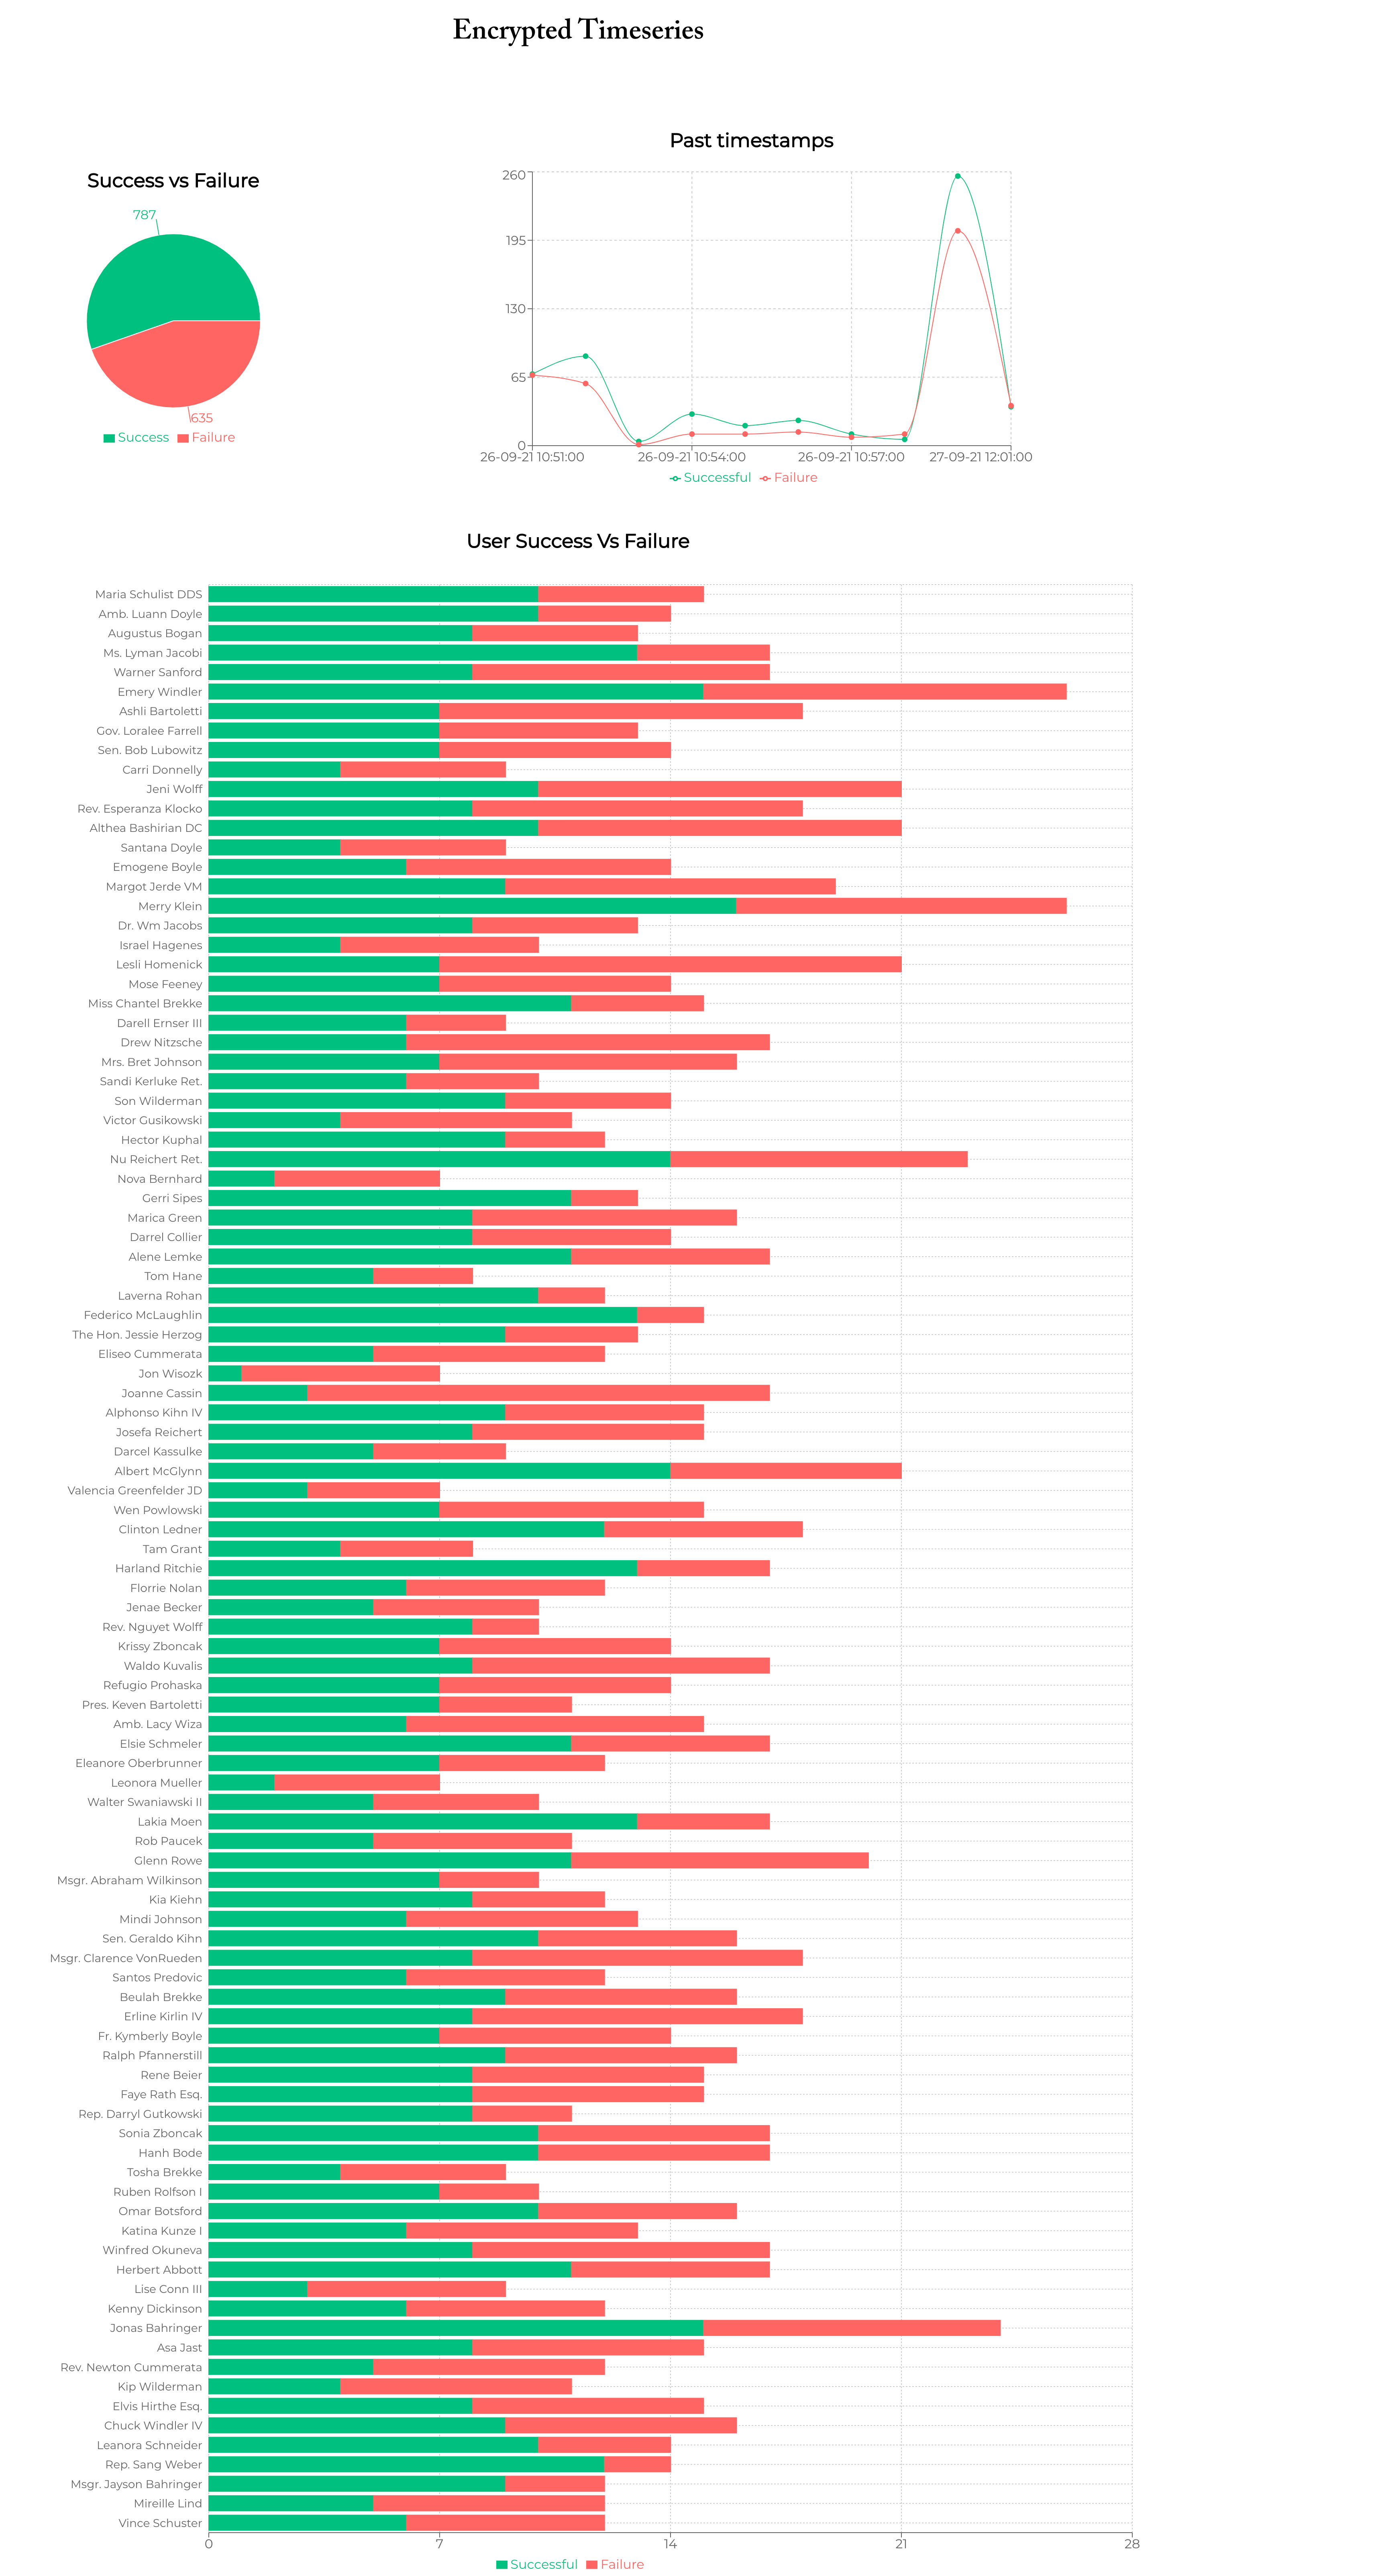 Encrypted Timeseries
Success vs Failure
787
635
Success Failure
Past timestamps
260
195
130
65
0
26-09-21 10:51:00 26-09-21 10:54:00 26-09-21 10:57:00 27-09-21 12:01:00
Successful Failure
User Success Vs Failure
Maria Schulist DDS
Amb. Luann Doyle
Augustus Bogan
Ms. Lyman Jacobi
Warner Sanford
Emery Windler
Ashli Bartoletti
Gov. Loralee Farrell
Sen. Bob Lubowitz
Carri Donnelly
Jeni Wolff
Rev. Esperanza Klocko
Althea Bashirian DC
Santana Doyle
Emogene Boyle
Margot Jerde VM
Merry Klein
Dr. Wm Jacobs
Israel Hagenes
Lesli Homenick
Mose Feeney
Miss Chantel Brekke
Darell Ernser III
Drew Nitzsche
Mrs. Bret Johnson
Sandi Kerluke Ret.
Son Wilderman
Victor Gusikowski
Hector Kuphal
Nu Reichert Ret.
Nova Bernhard
Gerri Sipes
Marica Green
Darrel Collier
Alene Lemke
Tom Hane
Laverna Rohan
Federico McLaughlin
The Hon. Jessie Herzog
Eliseo Cummerata
Jon Wisozk
Joanne Cassin
Alphonso Kihn IV
Josefa Reichert
Darcel Kassulke
Albert McGlynn
Valencia Greenfelder JD
Wen Powlowski
Clinton Ledner
Tam Grant
Harland Ritchie
Florrie Nolan
Jenae Becker
Rev. Nguyet Wolff
Krissy Zboncak
Waldo Kuvalis
Refugio Prohaska
Pres. Keven Bartoletti
Amb. Lacy Wiza
Elsie Schmeler
Eleanore Oberbrunner
Leonora Mueller
Walter Swaniawski II
Lakia Moen
Rob Paucek
Glenn Rowe
Msgr. Abraham Wilkinson
Kia Kiehn
Mindi Johnson
Sen. Geraldo Kihn
Msgr. Clarence VonRueden
Santos Predovic
Beulah Brekke
Erline Kirlin IV
Fr. Kymberly Boyle
Ralph Pfannerstill
Rene Beier
Faye Rath Esq.
Rep. Darryl Gutkowski
Sonia Zboncak
Hanh Bode
Tosha Brekke
Ruben Rolfson I
Omar Botsford
Katina Kunze I
Winfred Okuneva
Herbert Abbott
Lise Conn III
Kenny Dickinson
Jonas Bahringer
Asa Jast
Rev. Newton Cummerata
Kip Wilderman
Elvis Hirthe Esq.
Chuck Windler IV
Leanora Schneider
Rep. Sang Weber
Msgr. Jayson Bahringer
Mireille Lind
Vince Schuster
0 7 14 21 28
Successful Failure